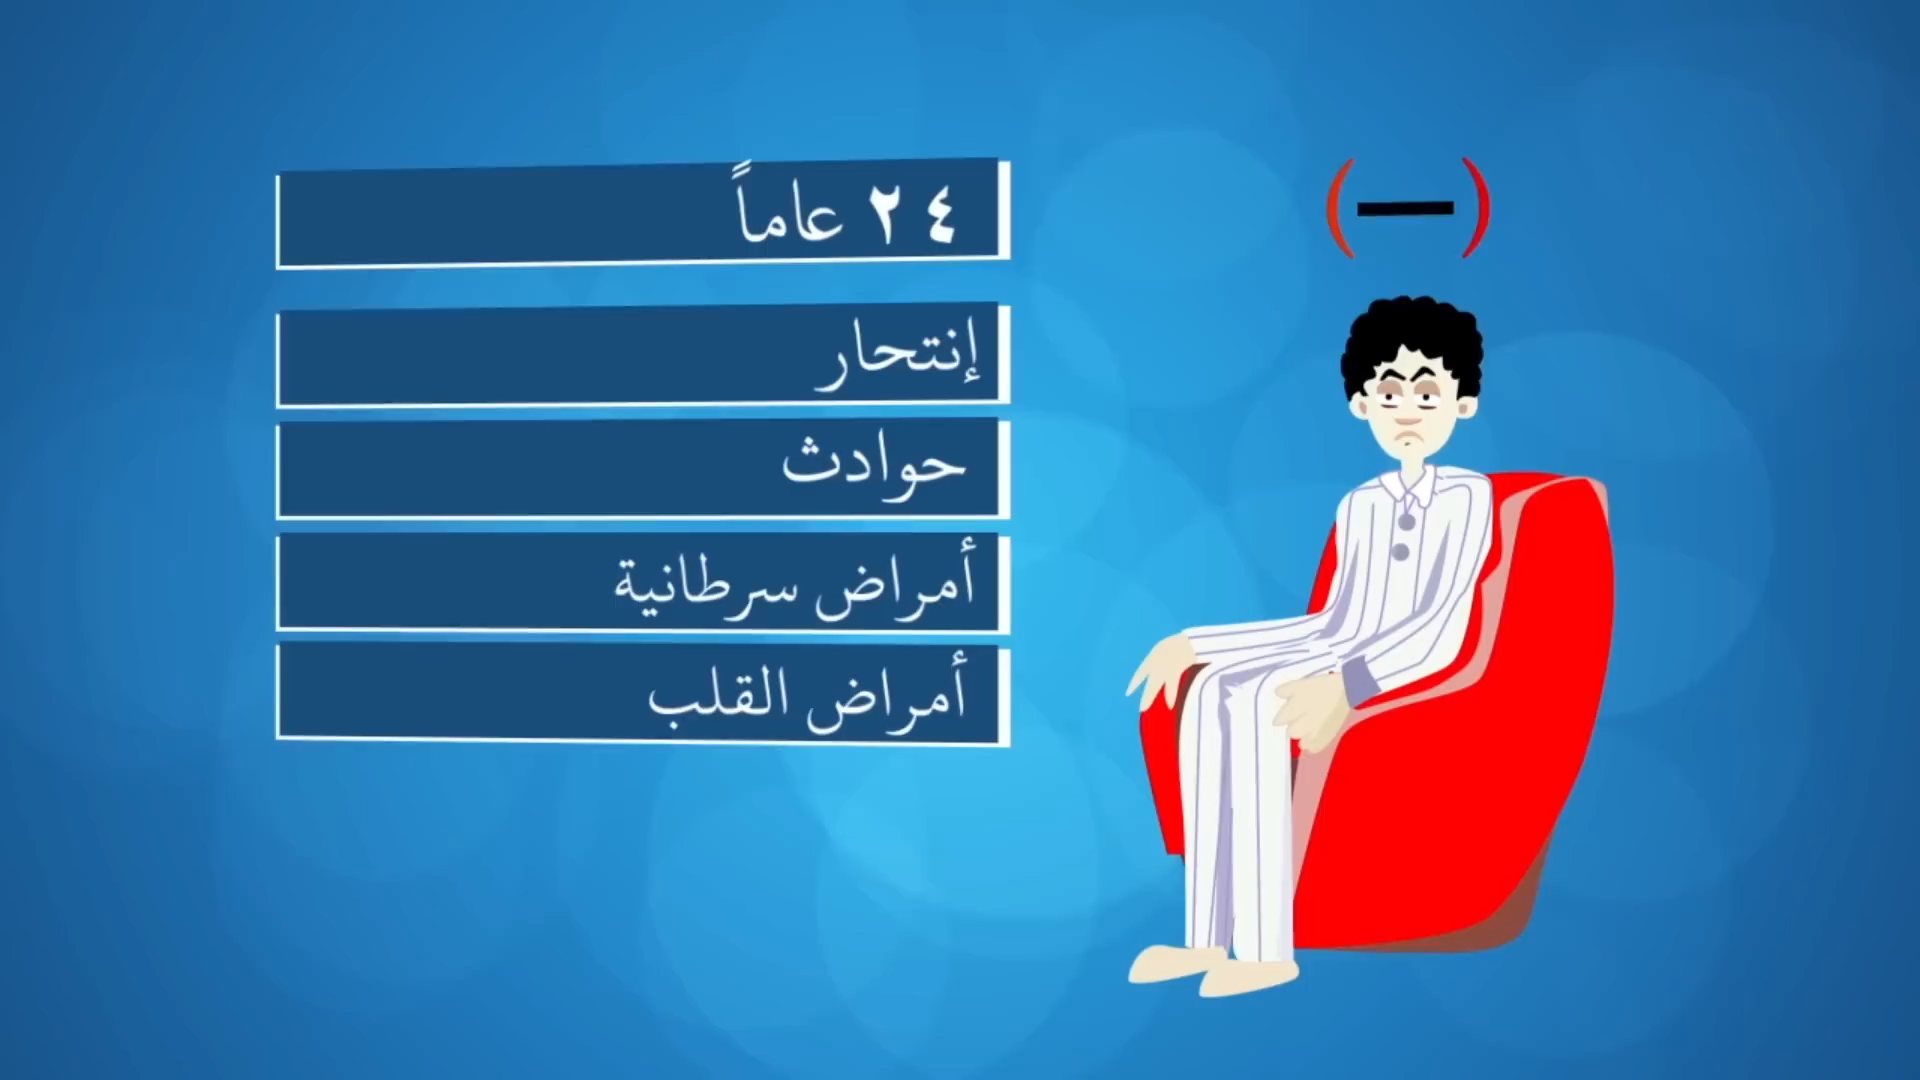 ٢٤ عاماً
إنتحار
حوادث
أمراض سرطانية
أمراض القلب
(—)